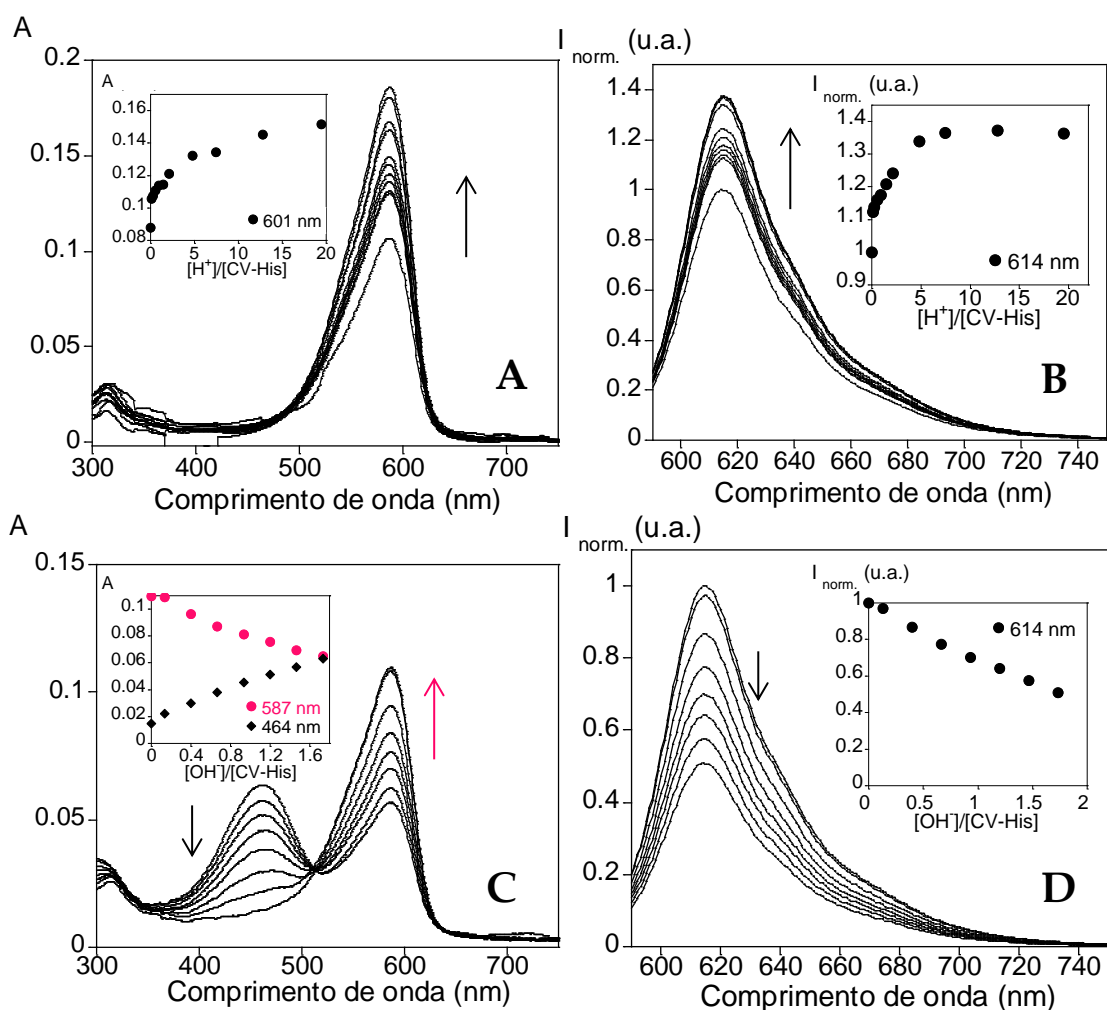 A
0.2
0.15
0.1
0.05
0
300 400 500 600 700
Comprimento de onda (nm)
A
0.16
0.14
0.12
0.1
0.08
0 5 10 15 20
[H+]/[CV-His]
601 nm
A
I norm. (u.a.)
1.4
1.2
1
0.8
0.6
0.4
0.2
0
600 620 640 660 680 700 720 740
Comprimento de onda (nm)
I norm. (u.a.)
1.4
1.3
1.2
1.1
1
0.9
0 5 10 15 20
[H+]/[CV-His]
614 nm
B
A
0.15
0.1
0.05
0
300 400 500 600 700
Comprimento de onda (nm)
A
0.1
0.08
0.06
0.04
0.02
0
0 0.4 0.8 1.2 1.6
[OH-]/[CV-His]
587 nm
464 nm
C
I norm. (u.a.)
1
0.8
0.6
0.4
0.2
0
600 620 640 660 680 700 720 740
Comprimento de onda (nm)
I norm. (u.a.)
1
0.8
0.6
0.4
0.2
0
0 0.5 1 1.5 2
[OH-]/[CV-His]
614 nm
D